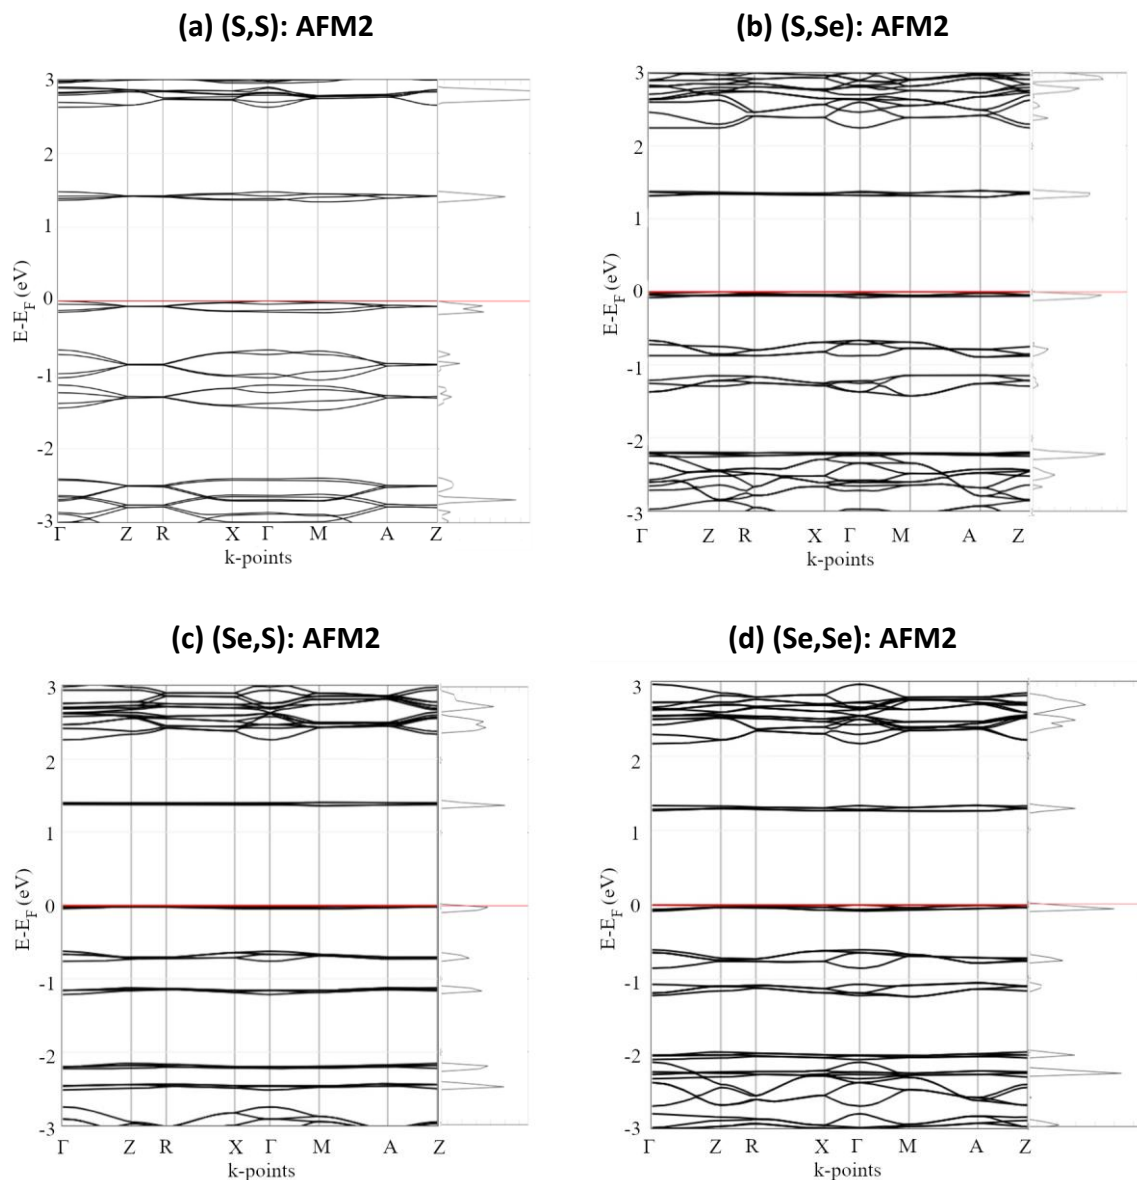 (a) (S,S): AFM2
3
2
1
0
-1
-2
-3
E-E_F (eV)
Γ Z R X Γ M A Z
k-points
(b) (S,Se): AFM2
3
2
1
0
-1
-2
-3
E-E_F (eV)
Γ Z R X Γ M A Z
k-points
(c) (Se,S): AFM2
3
2
1
0
-1
-2
-3
E-E_F (eV)
Γ Z R X Γ M A Z
k-points
(d) (Se,Se): AFM2
3
2
1
0
-1
-2
-3
E-E_F (eV)
Γ Z R X Γ M A Z
k-points